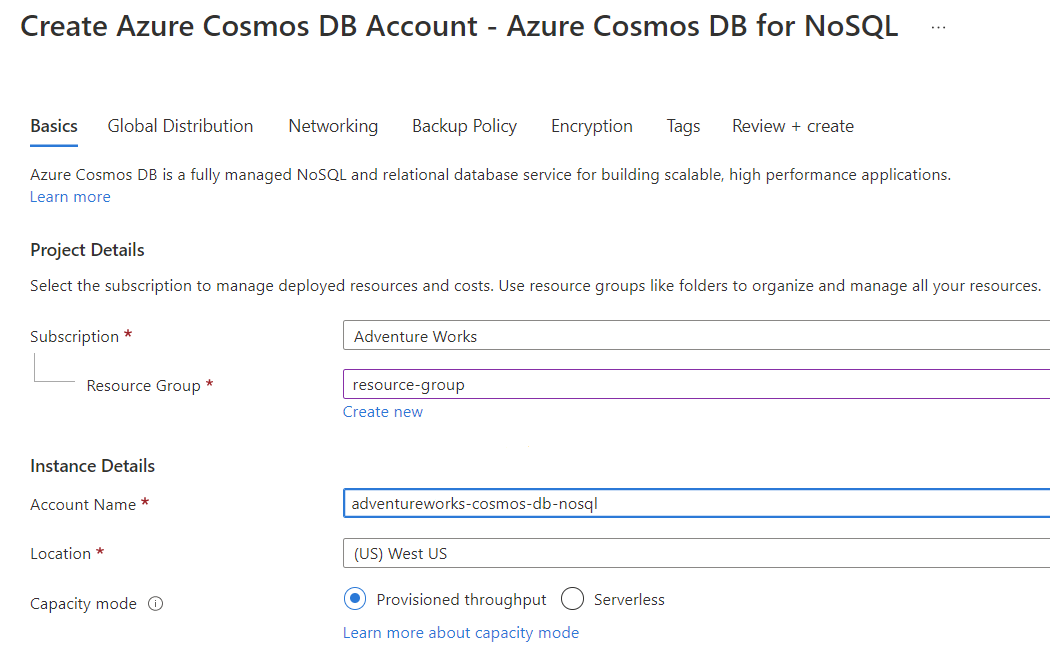 Create Azure Cosmos DB Account - Azure Cosmos DB for NoSQL ...
Basics Global Distribution Networking Backup Policy Encryption Tags Review + create
Azure Cosmos DB is a fully managed NoSQL and relational database service for building scalable, high performance applications.
Learn more
Project Details
Select the subscription to manage deployed resources and costs. Use resource groups like folders to organize and manage all your resources.
Subscription * Adventure Works
Resource Group * resource-group
Create new
Instance Details
Account Name * adventureworks-cosmos-db-nosql
Location * (US) West US
Capacity mode Provisioned throughput Serverless
Learn more about capacity mode